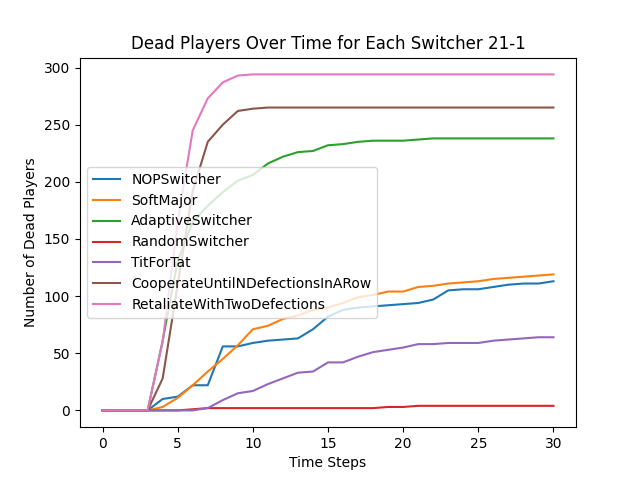 Dead Players Over Time for Each Switcher 21-1
Number of Dead Players
300
250
200
150
100
50
0
NOPSwitcher
SoftMajor
AdaptiveSwitcher
RandomSwitcher
TitForTat
CooperateUntilNDefectionsInARow
RetaliateWithTwoDefections
0 5 10 15 20 25 30
Time Steps